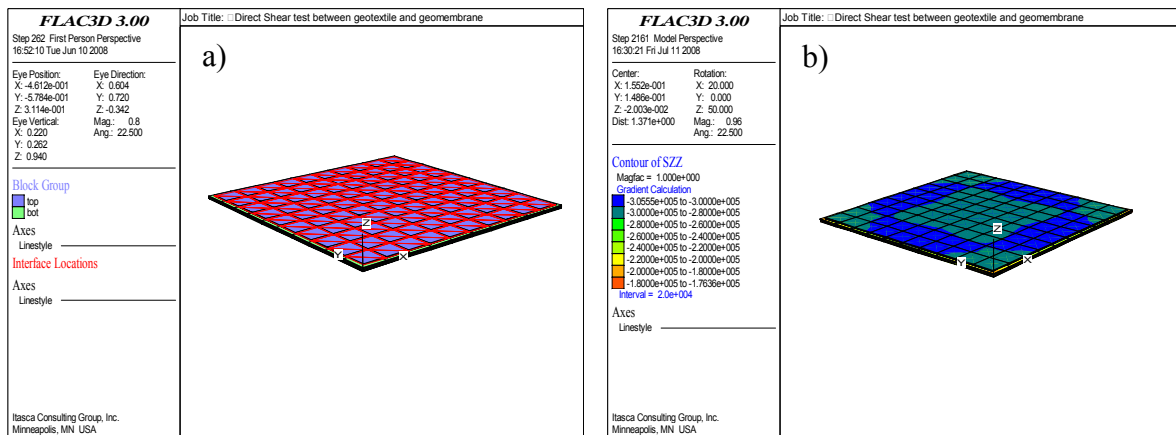 FLAC3D 3.00
Step 262 First Person Perspective
16:52:10 Tue Jun 10 2008
Eye Position: Eye Direction:
X: -4.612e-001 X: 0.604
Y: -5.784e-001 Y: 0.720
Z: 3.114e-001 Z: -0.342
Eye Vertical: Mag.: 0.8
X: 0.220 Ang.: 22.500
Y: 0.262
Z: 0.940
Block Group
top
bot
Axes
Linestyle
Interface Locations
Axes
Linestyle
Itasca Consulting Group, Inc.
Minneapolis, MN USA
Job Title: □Direct Shear test between geotextile and geomembrane
a)
Z
Y
X
FLAC3D 3.00
Step 2161 Model Perspective
16:30:21 Fri Jul 11 2008
Center: Rotation:
X: 1.552e-001 X: 20.000
Y: 1.486e-001 Y: 0.000
Z: -2.003e-002 Z: 50.000
Dist: 1.371e+000 Mag.: 0.96
Ang.: 22.500
Contour of SZZ
Magfac = 1.000e+000
Gradient Calculation
-3.0555e+005 to -3.0000e+005
-3.0000e+005 to -2.8000e+005
-2.8000e+005 to -2.6000e+005
-2.6000e+005 to -2.4000e+005
-2.4000e+005 to -2.2000e+005
-2.2000e+005 to -2.0000e+005
-2.0000e+005 to -1.8000e+005
-1.8000e+005 to -1.7636e+005
Interval = 2.0e+004
Axes
Linestyle
Itasca Consulting Group, Inc.
Minneapolis, MN USA
Job Title: □Direct Shear test between geotextile and geomembrane
b)
Z
Y
X